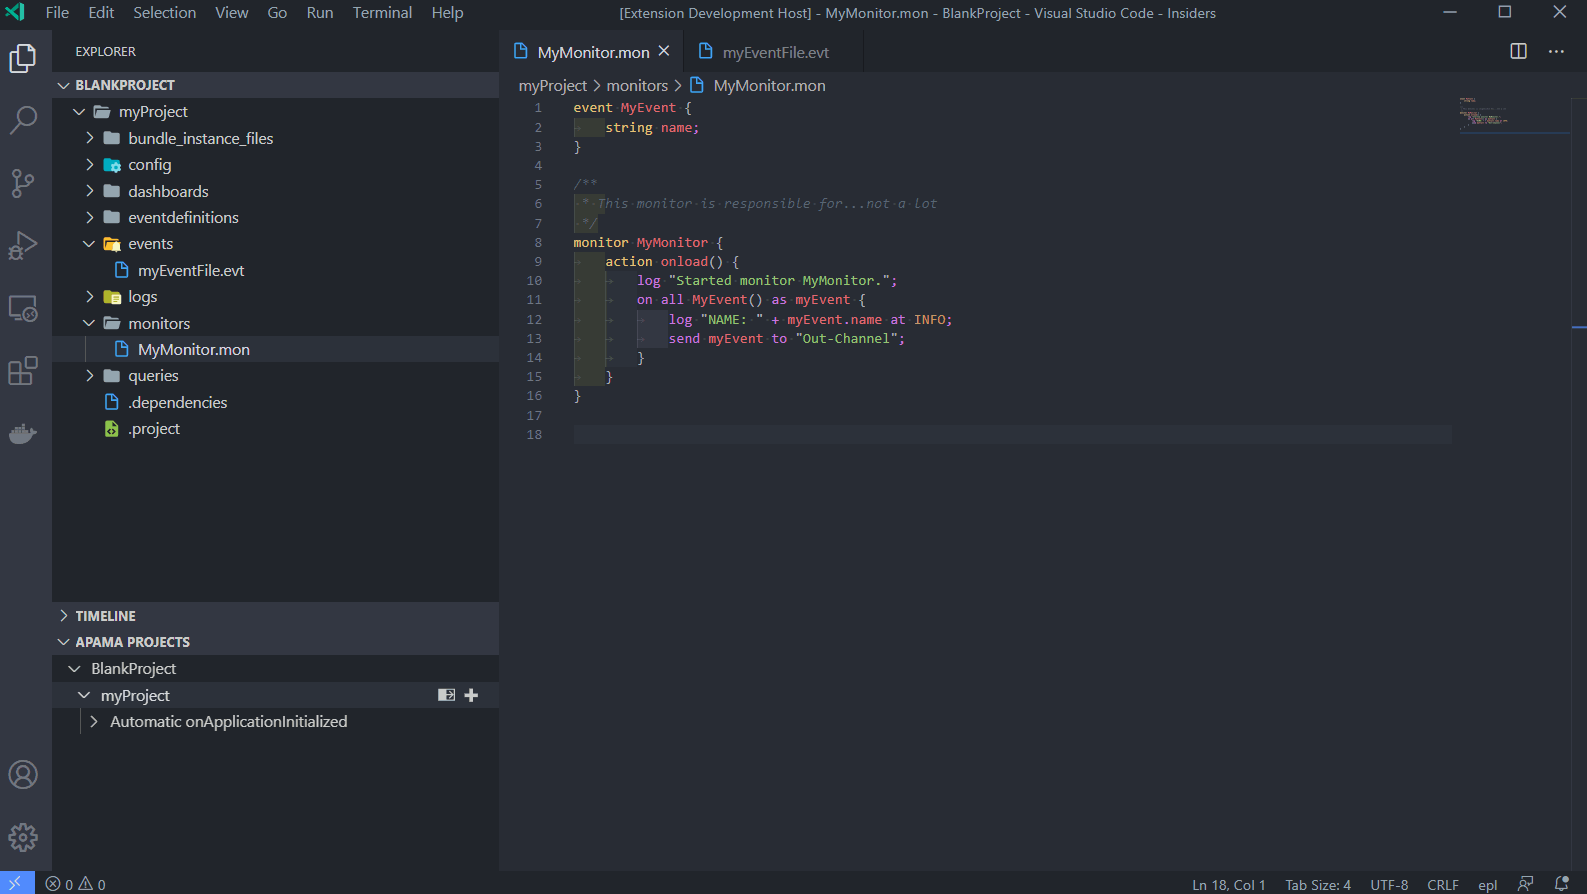 File Edit Selection View Go Run Terminal Help
[Extension Development Host] - MyMonitor.mon - BlankProject - Visual Studio Code - Insiders
EXPLORER
BLANKPROJECT
myProject
bundle_instance_files
config
dashboards
eventdefinitions
events
myEventFile.evt
logs
monitors
MyMonitor.mon
queries
.dependencies
.project
TIMELINE
APAMA PROJECTS
BlankProject
myProject
Automatic onApplicationInitialized
MyMonitor.mon myEventFile.evt
myProject > monitors > MyMonitor.mon
1 event MyEvent {
2 string name;
3 }
4
5 /**
6 * This monitor is responsible for...not a lot
7 */
8 monitor MyMonitor {
9 action onload() {
10 log "Started monitor MyMonitor.";
11 on all MyEvent() as myEvent {
12 log "NAME: " + myEvent.name at INFO;
13 send myEvent to "Out-Channel";
14 }
15 }
16 }
17
18
0 0
Ln 18, Col 1 Tab Size: 4 UTF-8 CRLF epl